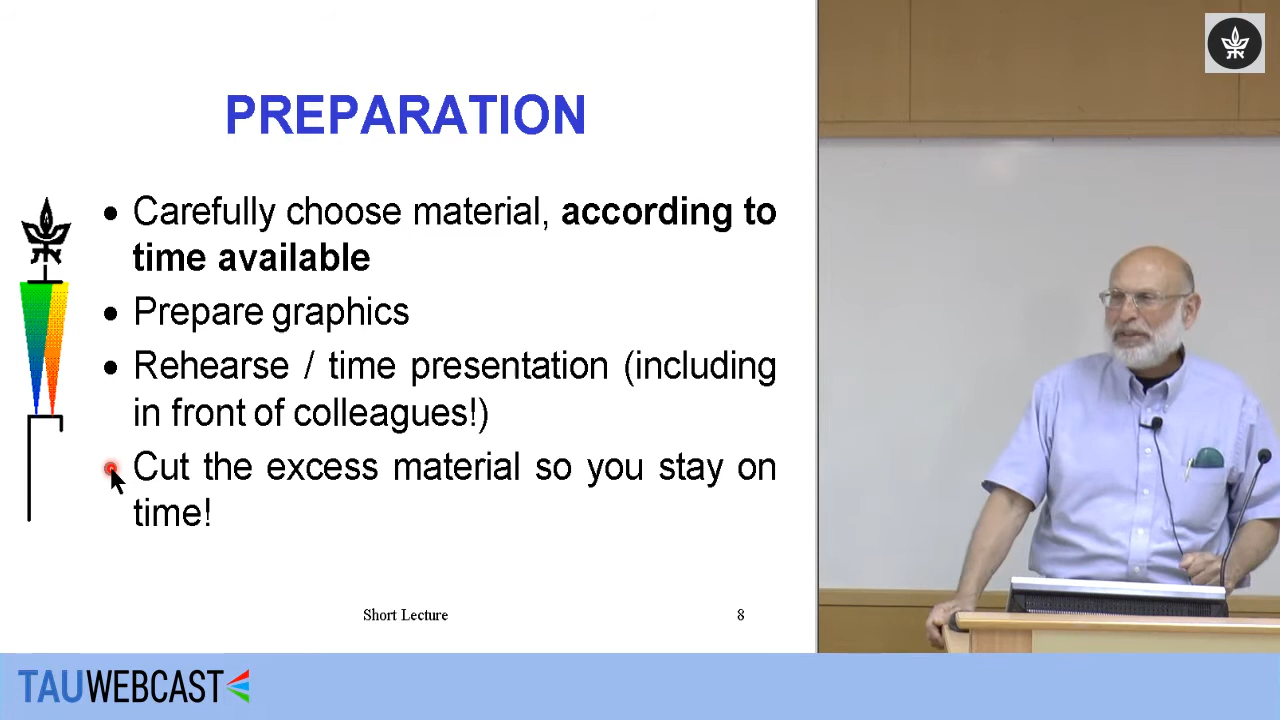 PREPARATION
• Carefully choose material, according to
time available
• Prepare graphics
• Rehearse / time presentation (including
in front of colleagues!)
• Cut the excess material so you stay on
time!
Short Lecture
8
TAUWEBCAST